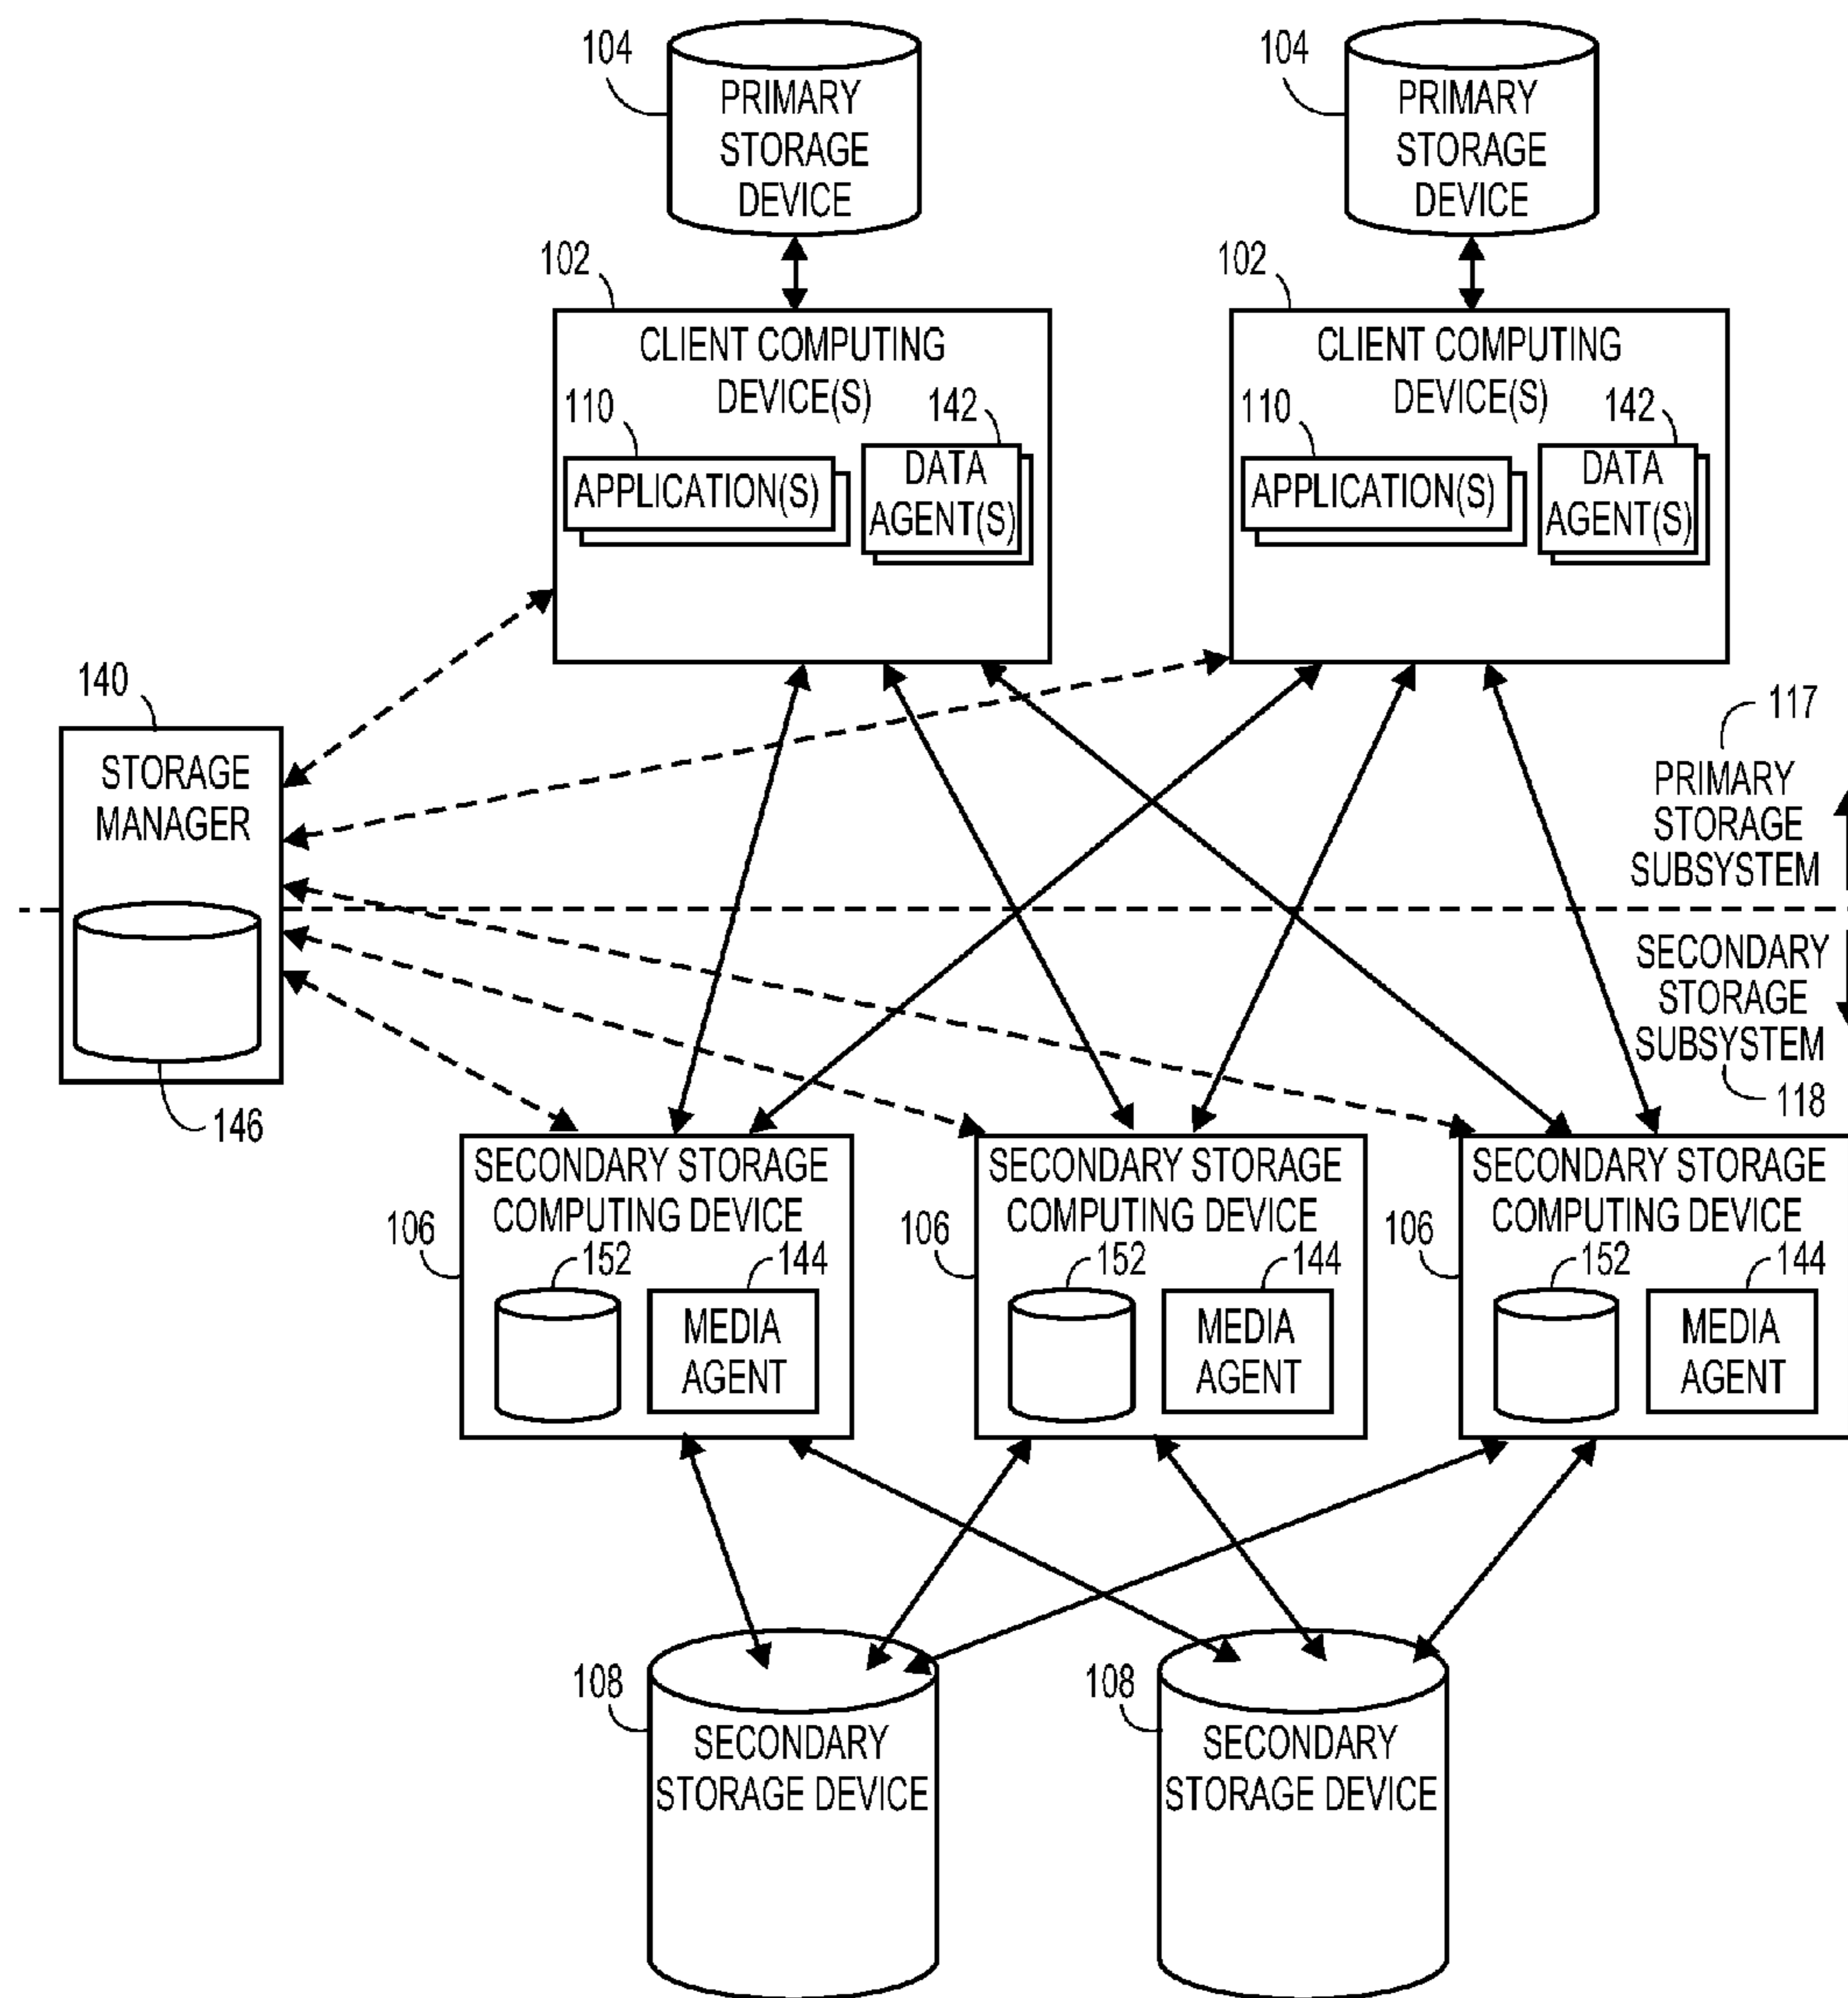 104
PRIMARY
STORAGE
DEVICE
104
PRIMARY
STORAGE
DEVICE
102
CLIENT COMPUTING
DEVICE(S)
110
142
APPLICATION(S)
DATA
AGENT(S)
102
CLIENT COMPUTING
DEVICE(S)
110
142
APPLICATION(S)
DATA
AGENT(S)
140
STORAGE
MANAGER
146
117
PRIMARY
STORAGE
SUBSYSTEM
SECONDARY
STORAGE
SUBSYSTEM
118
SECONDARY STORAGE
COMPUTING DEVICE
106
152
144
MEDIA
AGENT
SECONDARY STORAGE
COMPUTING DEVICE
106
152
144
MEDIA
AGENT
SECONDARY STORAGE
COMPUTING DEVICE
106
152
144
MEDIA
AGENT
108
SECONDARY
STORAGE DEVICE
108
SECONDARY
STORAGE DEVICE